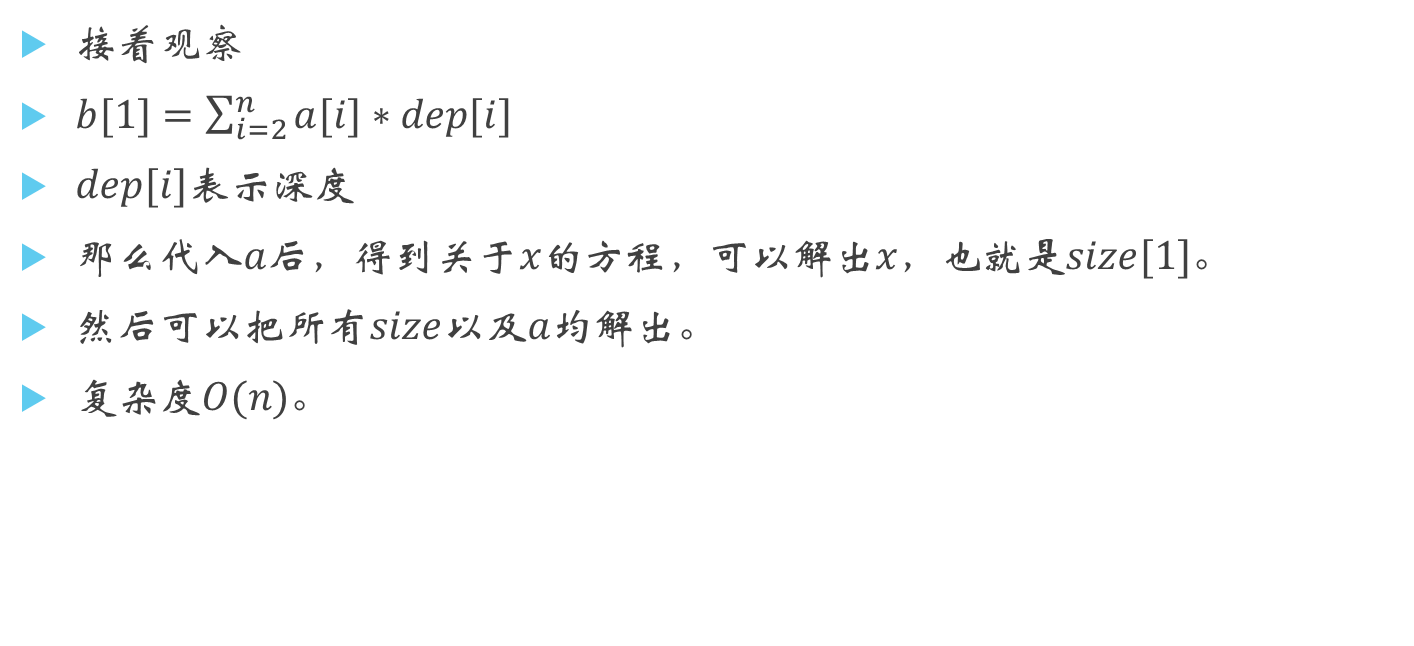 接着观察
b[1] = ∑_{i=2}^{n} a[i] * dep[i]
dep[i]表示深度
那么代入a后，得到关于x的方程，可以解出x，也就是size[1]。
然后可以把所有size以及a均解出。
复杂度O(n)。